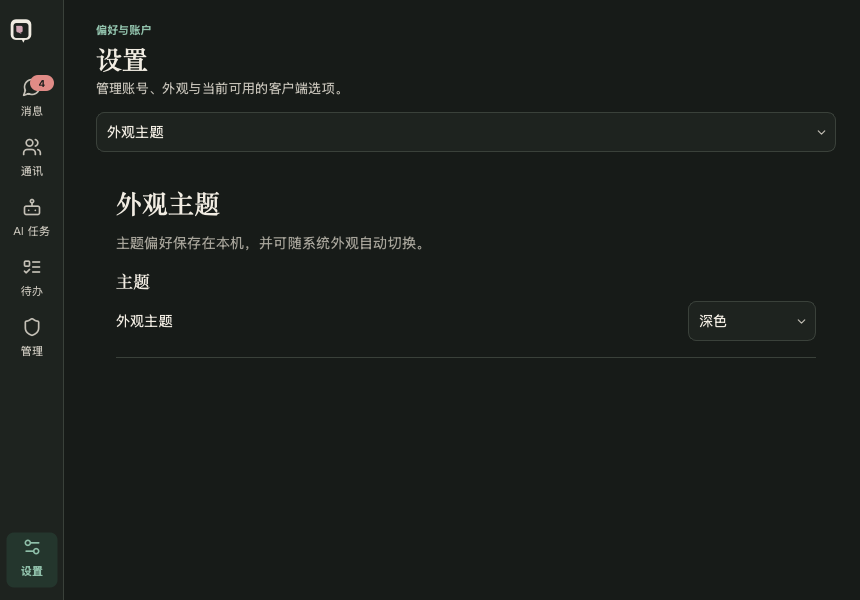 4
消息
通讯
AI 任务
待办
管理
设置
偏好与账户
设置
管理账号、外观与当前可用的客户端选项。
外观主题
外观主题
主题偏好保存在本机，并可随系统外观自动切换。
主题
外观主题
深色